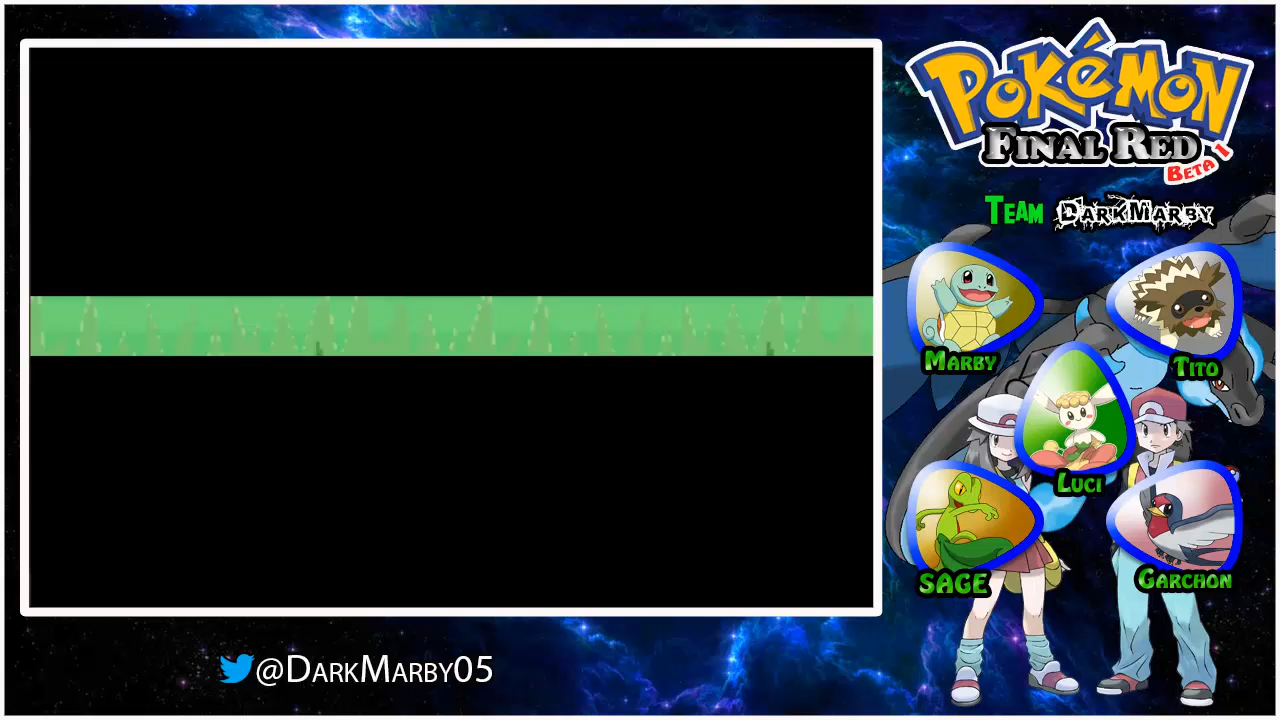 POKÉMON
FINAL RED
BETA 1
TEAM DARKMARBY
MARBY
TITO
LUCI
SAGE
GARCHON
@DARKMARBY05